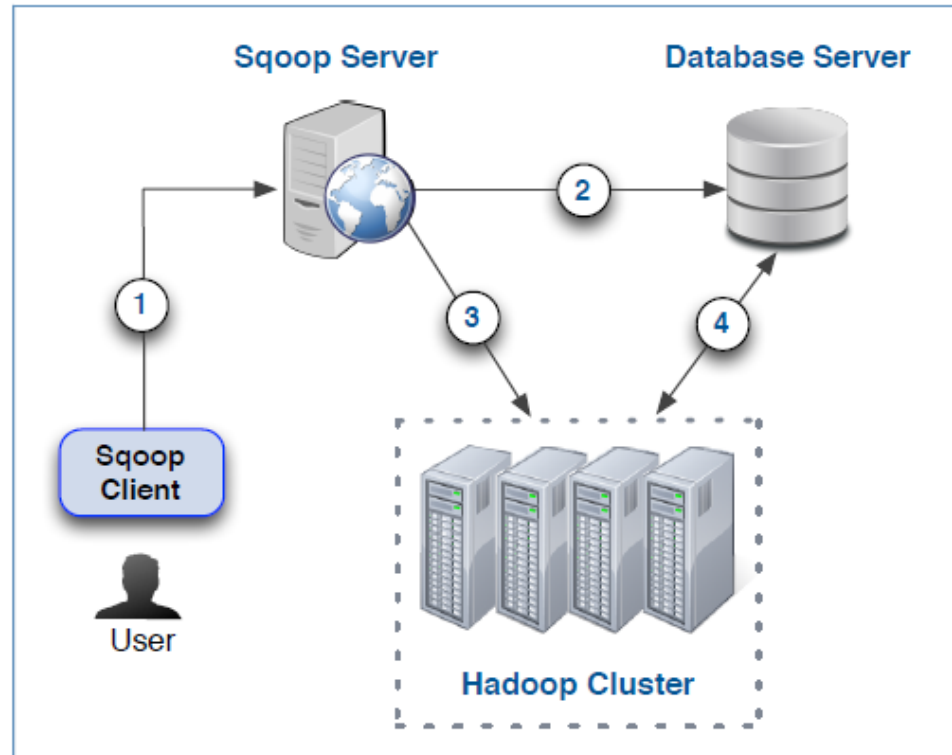 Sqoop Server
Database Server
2
1
3
4
Sqoop
Client
User
Hadoop Cluster